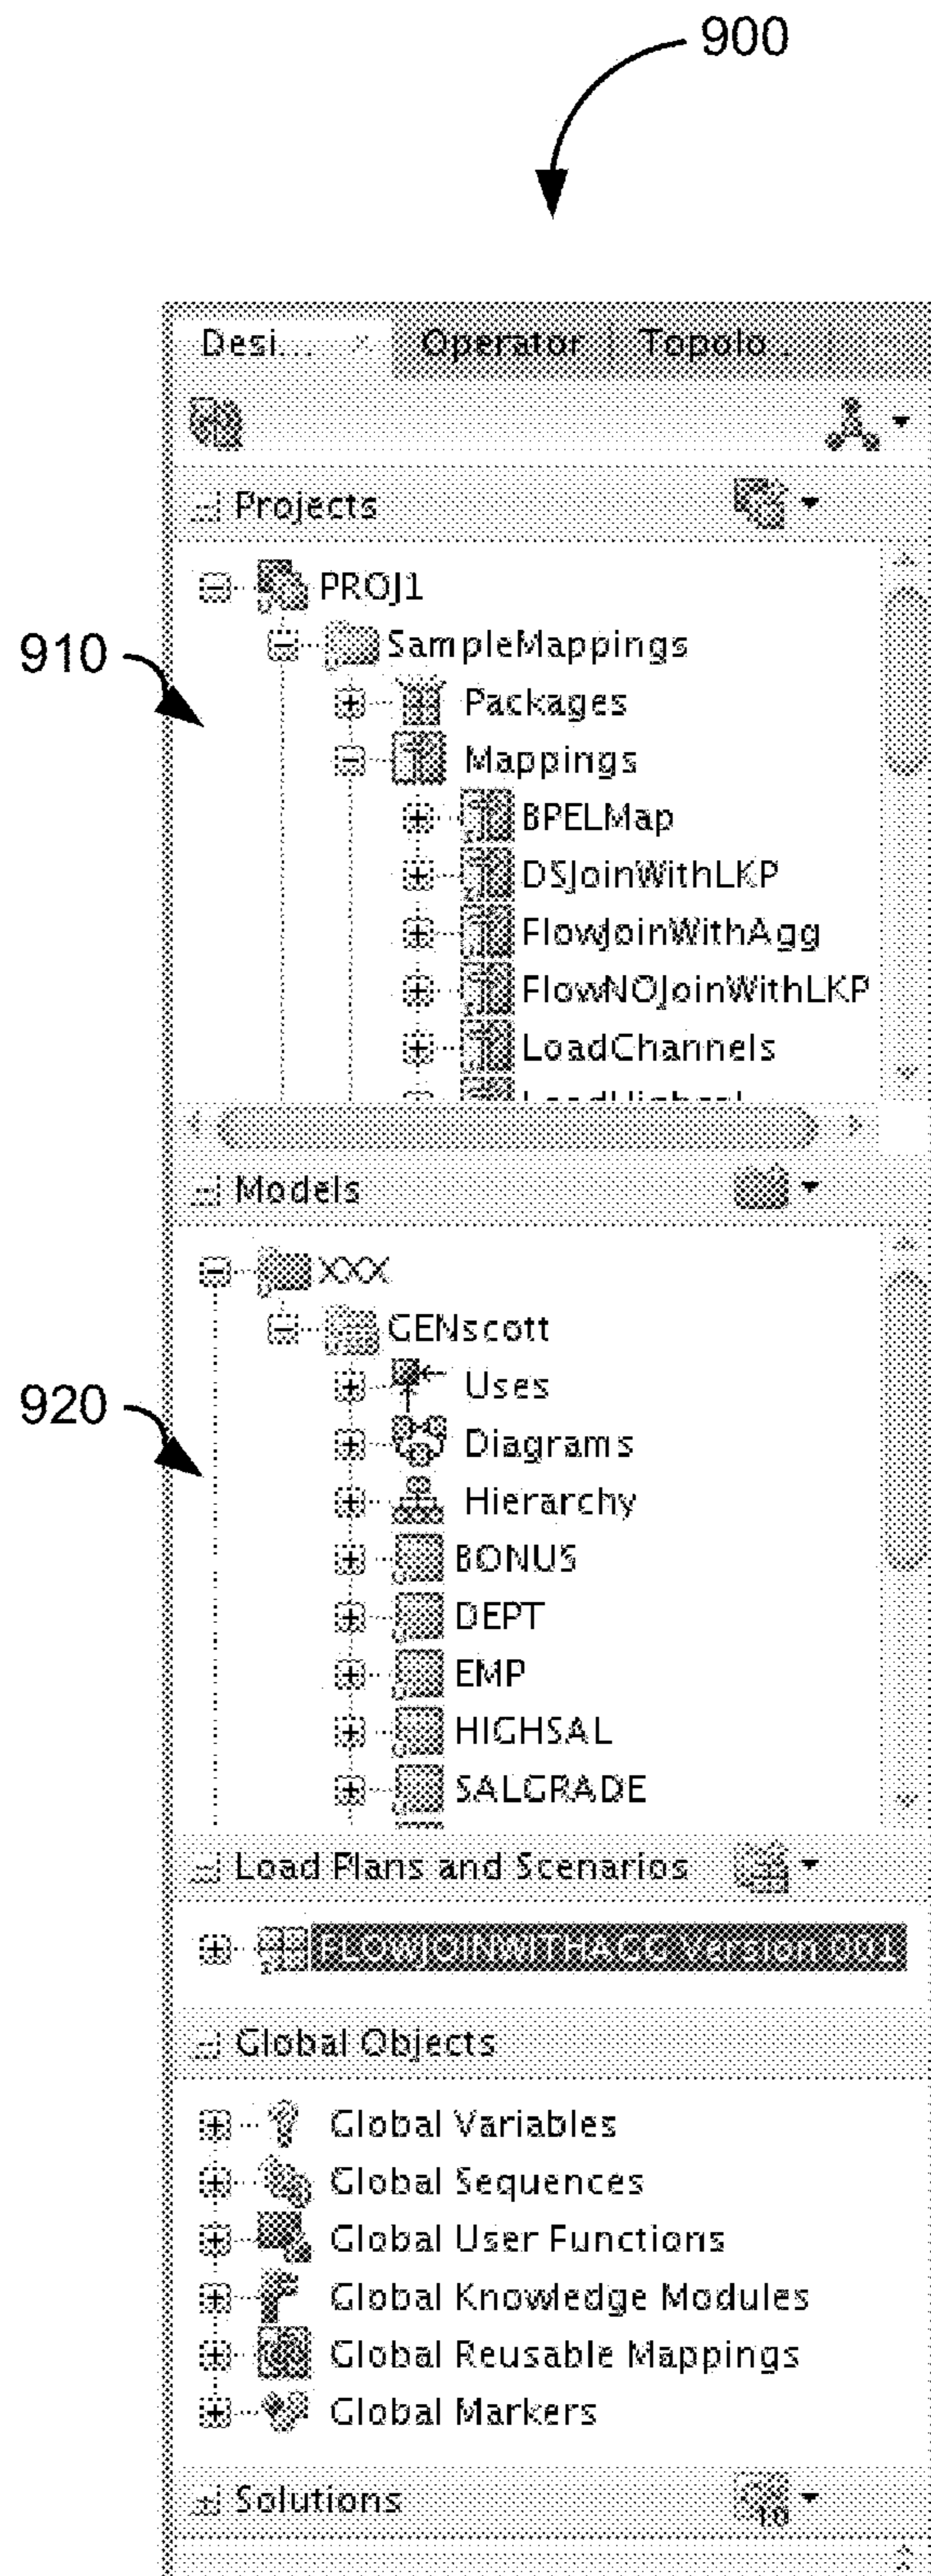 900
Desi... Operator Topolo...
Projects
PROJ1
910
SampleMappings
Packages
Mappings
BPELMap
DSJoinWithLKP
FlowJoinWithAgg
FlowNOJoinWithLKP
LoadChannels
Models
XXX
GENscott
Uses
920
Diagrams
Hierarchy
BONUS
DEPT
EMP
HIGHSAL
SALGRADE
Load Plans and Scenarios
FLOWJOINWITHAGG Version 001
Global Objects
Global Variables
Global Sequences
Global User Functions
Global Knowledge Modules
Global Reusable Mappings
Global Markers
Solutions
1.0